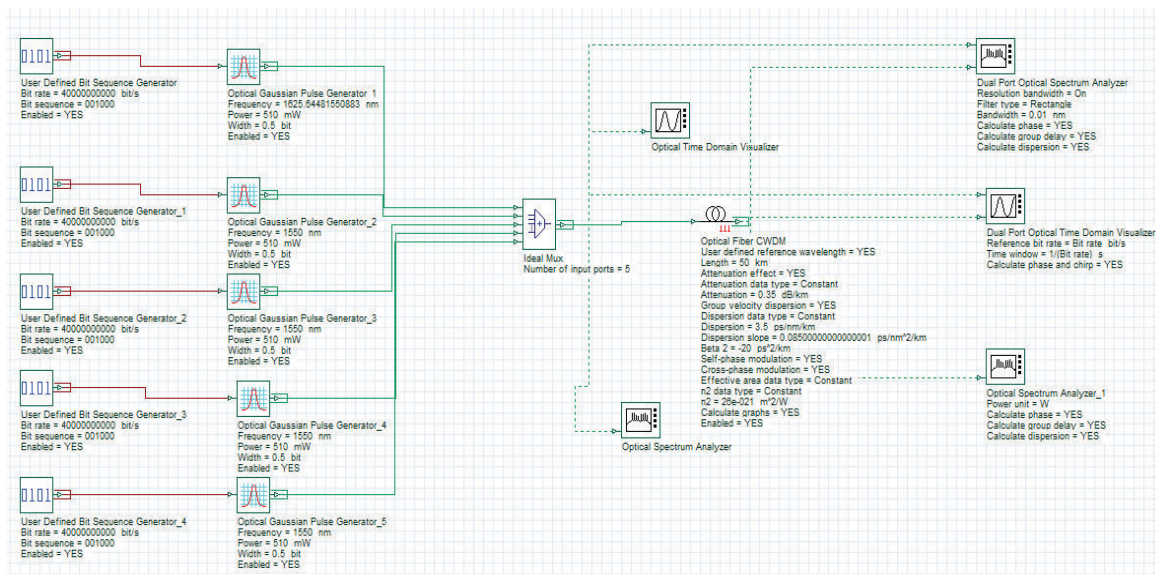 User Defined Bit Sequence Generator
Bit rate = 40000000000 bit/s
Bit sequence = 001000
Enabled = YES
Optical Gaussian Pulse Generator_1
Frequency = 1625.64481550883 nm
Power = 510 mW
Width = 0.5 bit
Enabled = YES
User Defined Bit Sequence Generator_1
Bit rate = 40000000000 bit/s
Bit sequence = 001000
Enabled = YES
Optical Gaussian Pulse Generator_2
Frequency = 1550 nm
Power = 510 mW
Width = 0.5 bit
Enabled = YES
User Defined Bit Sequence Generator_2
Bit rate = 40000000000 bit/s
Bit sequence = 001000
Enabled = YES
Optical Gaussian Pulse Generator_3
Frequency = 1550 nm
Power = 510 mW
Width = 0.5 bit
Enabled = YES
User Defined Bit Sequence Generator_3
Bit rate = 40000000000 bit/s
Bit sequence = 001000
Enabled = YES
Optical Gaussian Pulse Generator_4
Frequency = 1550 nm
Power = 510 mW
Width = 0.5 bit
Enabled = YES
User Defined Bit Sequence Generator_4
Bit rate = 40000000000 bit/s
Bit sequence = 001000
Enabled = YES
Optical Gaussian Pulse Generator_5
Frequency = 1550 nm
Power = 510 mW
Width = 0.5 bit
Enabled = YES
Ideal Mux
Number of input ports = 5
Optical Time Domain Visualizer
Optical Fiber CWDM
User defined reference wavelength = YES
Length = 50 km
Attenuation effect = YES
Attenuation data type = Constant
Attenuation = 0.35 dB/km
Group velocity dispersion = YES
Dispersion data type = Constant
Dispersion = 3.5 ps/nm/km
Dispersion slope = 0.08500000000000001 ps/nm^2/km
Beta 2 = -20 ps^2/km
Self-phase modulation = YES
Cross-phase modulation = YES
Effective area data type = Constant
n2 data type = Constant
n2 = 26e-021 m^2/W
Calculate graphs = YES
Enabled = YES
Optical Spectrum Analyzer
Dual Port Optical Spectrum Analyzer
Resolution bandwidth = On
Filter type = Rectangle
Bandwidth = 0.01 nm
Calculate phase = YES
Calculate group delay = YES
Calculate dispersion = YES
Dual Port Optical Time Domain Visualizer
Reference bit rate = Bit rate bit/s
Time window = 1/(Bit rate) s
Calculate phase and chirp = YES
Optical Spectrum Analyzer_1
Power unit = W
Calculate phase = YES
Calculate group delay = YES
Calculate dispersion = YES